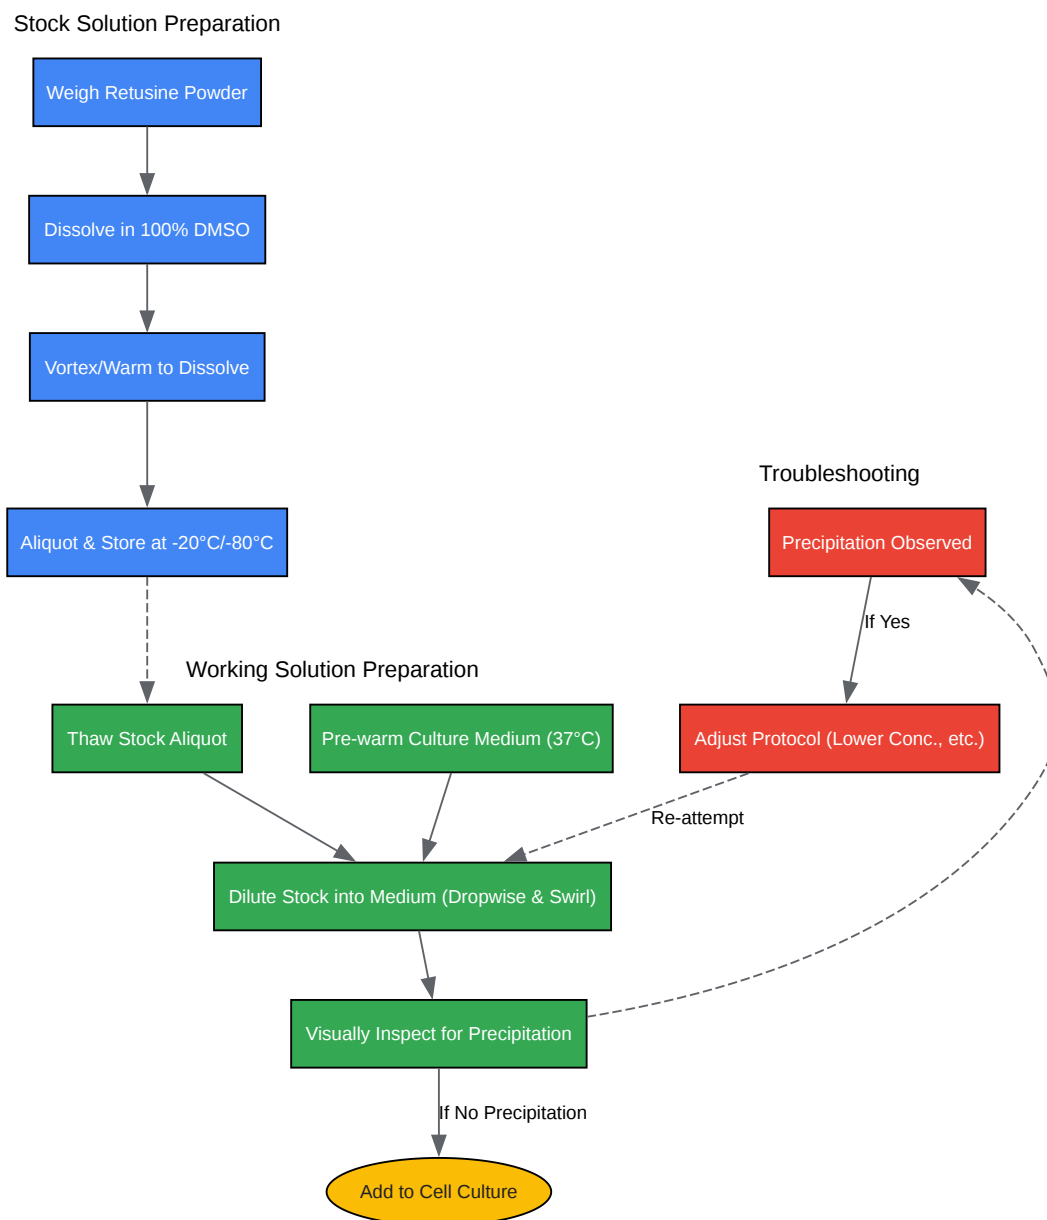 Stock Solution Preparation
Weigh Retusine Powder
Dissolve in 100% DMSO
Vortex/Warm to Dissolve
Aliquot & Store at -20°C/-80°C
Troubleshooting
Precipitation Observed
If Yes
Adjust Protocol (Lower Conc., etc.)
Re-attempt
Working Solution Preparation
Thaw Stock Aliquot
Pre-warm Culture Medium (37°C)
Dilute Stock into Medium (Dropwise & Swirl)
Visually Inspect for Precipitation
If No Precipitation
Add to Cell Culture